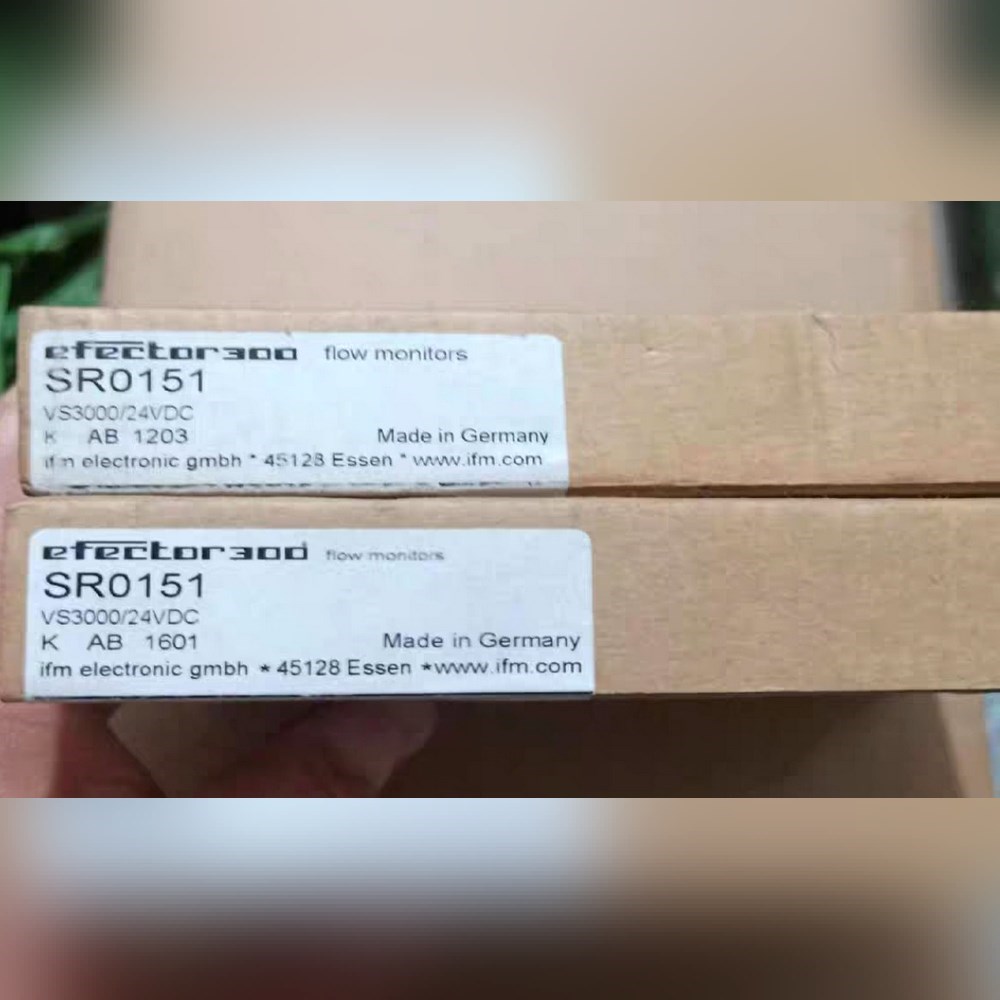 efector300 flow monitors
SR0151
VS3000/24VDC
K AB 1203 Made in Germany
ifm electronic gmbh * 45128 Essen * www.ifm.com
efector300 flow monitors
SR0151
VS3000/24VDC
K AB 1601 Made in Germany
ifm electronic gmbh * 45128 Essen *www.ifm.com